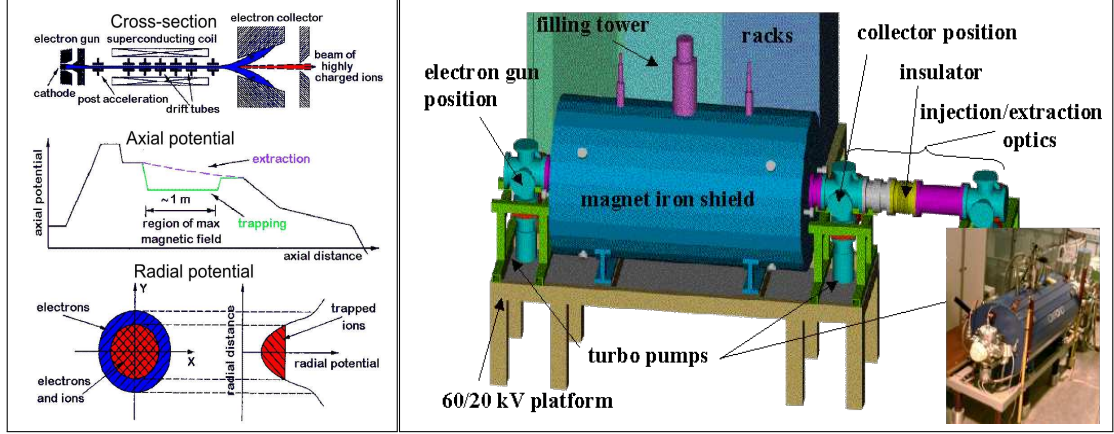 Cross-section
electron collector
electron gun superconducting coil
beam of
highly
charged ions
cathode
post acceleration
drift tubes
Axial potential
extraction
axial potential
~ 1 m
trapping
region of max
magnetic field
axial distance
Radial potential
Y
electrons
trapped
ions
radial distance
X
radial potential
electrons
and ions
filling tower
racks
collector position
electron gun
position
insulator
injection/extraction
optics
magnet iron shield
turbo pumps
60/20 kV platform